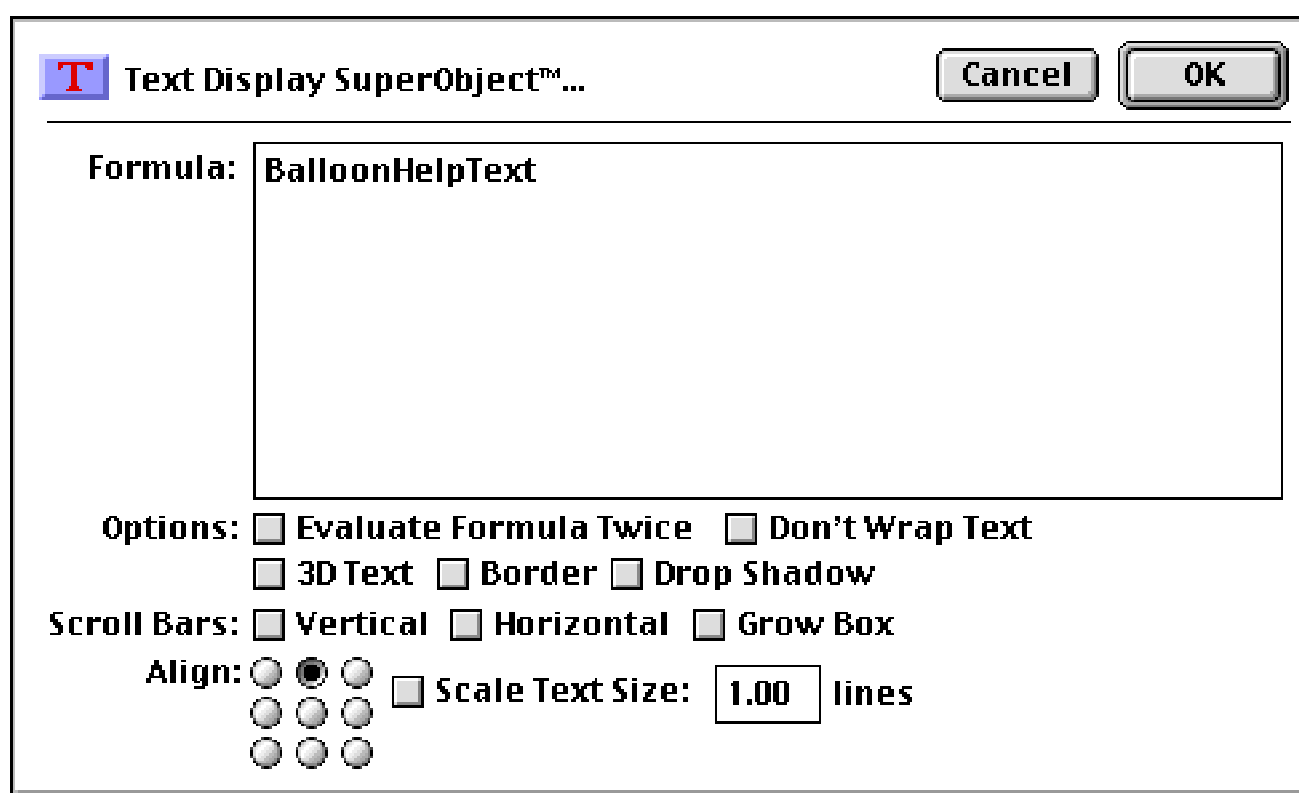 T Text Display SuperObject™... Cancel OK
Formula: BalloonHelpText
Options: Evaluate Formula Twice Don't Wrap Text
3D Text Border Drop Shadow
Scroll Bars: Vertical Horizontal Grow Box
Align: Scale Text Size: 1.00 lines